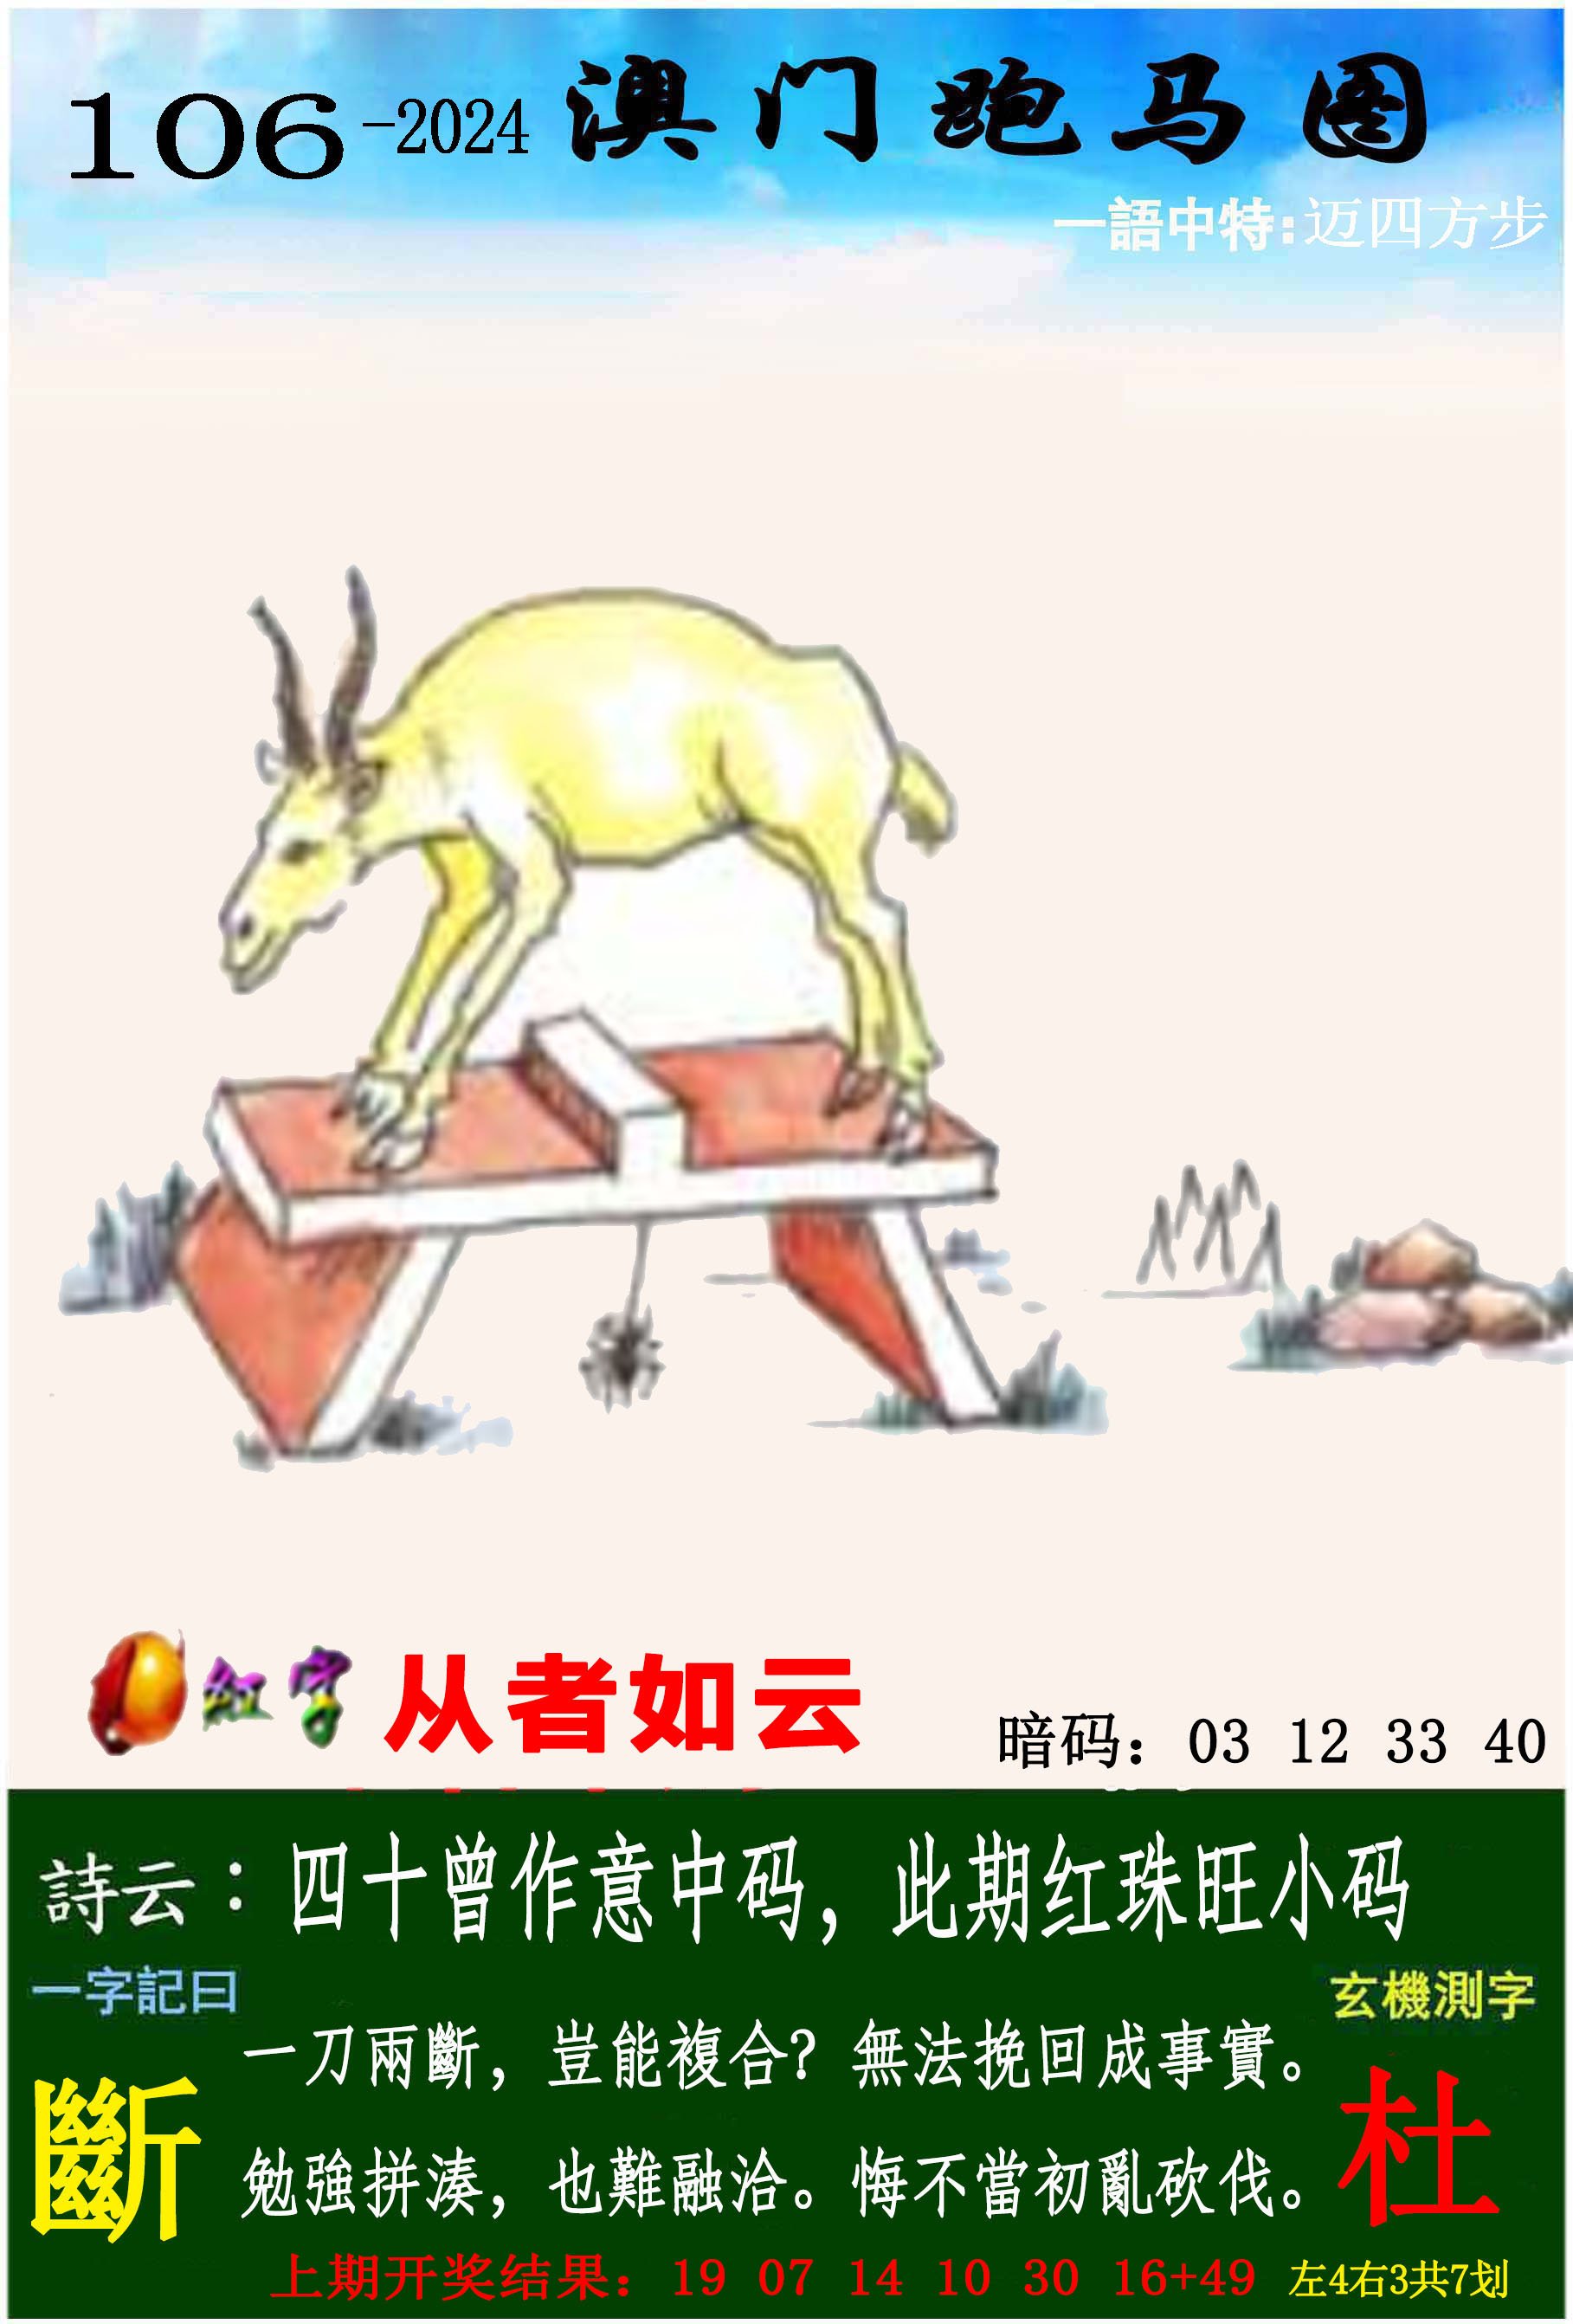 106-2024 澳门跑马图
一語中特:迈四方步
红字 从者如云
暗码：03 12 33 40
詩云：四十曾作意中码，此期红珠旺小码
一字記曰
玄機測字
一刀兩斷，豈能複合？無法挽回成事實。
斷
杜
勉強拼湊，也難融洽。悔不當初亂砍伐。
上期开奖结果：19 07 14 10 30 16+49 左4右3共7划